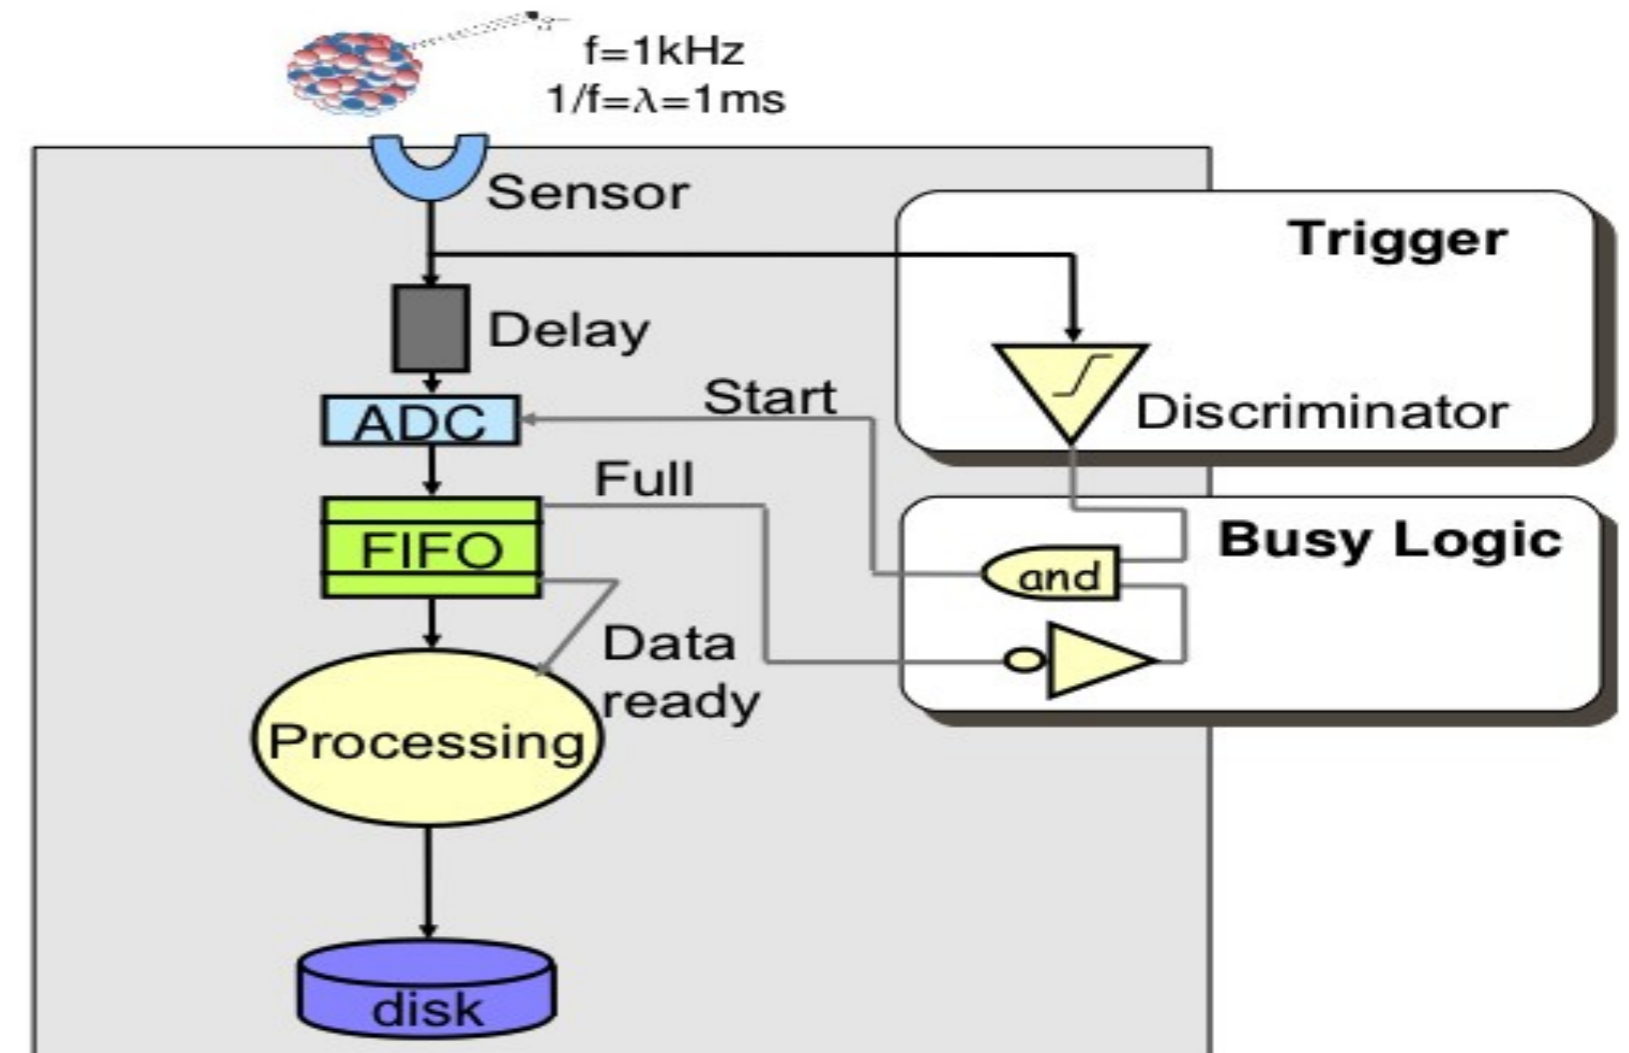 f=1kHz
1/f=λ=1ms
Sensor
Trigger
Delay
Start
ADC
Discriminator
Full
FIFO
Busy Logic
and
Data
ready
Processing
disk